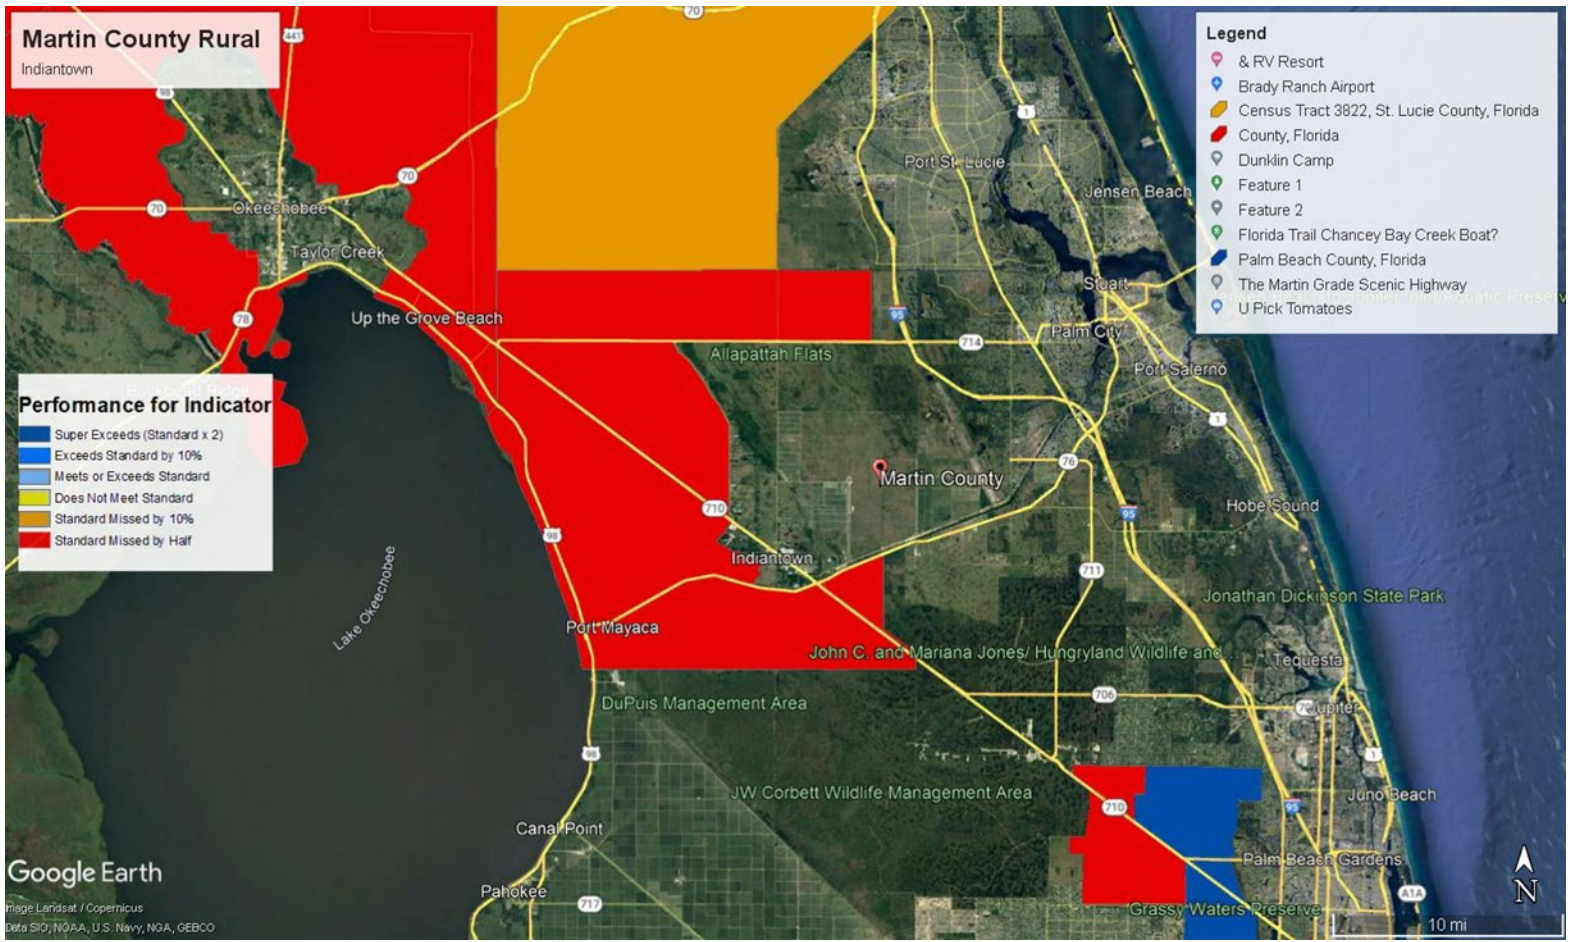 Martin County Rural
Indiantown
Legend
& RV Resort
Brady Ranch Airport
Census Tract 3822, St. Lucie County, Florida
County, Florida
Dunklin Camp
Feature 1
Feature 2
Florida Trail Chancey Bay Creek Boat?
Palm Beach County, Florida
The Martin Grade Scenic Highway
U Pick Tomatoes
70
441
98
1
Port St. Lucie
70
Jensen Beach
70
Okeechobee
Taylor Creek
Stuart
78
Up the Grove Beach
95
Palm City
714
Allapattah Flats
Port Salerno
Performance for Indicator
Super Exceeds (Standard x 2)
Exceeds Standard by 10%
Meets or Exceeds Standard
Does Not Meet Standard
Standard Missed by 10%
Standard Missed by Half
1
76
Martin County
710
95
Hobe Sound
98
Indiantown
711
Lake Okeechobee
Jonathan Dickinson State Park
Port Mayaca
John C. and Mariana Jones/ Hungryland Wildlife and...
Tequesta
706
DuPuis Management Area
Jupiter
98
1
JW Corbett Wildlife Management Area
710
95
Juno Beach
Canal Point
Palm Beach Gardens
Google Earth
Pahokee
717
A1A
N
Grassy Waters Preserve
Image Landsat / Copernicus
Data SIO, NOAA, U.S. Navy, NGA, GEBCO
10 mi